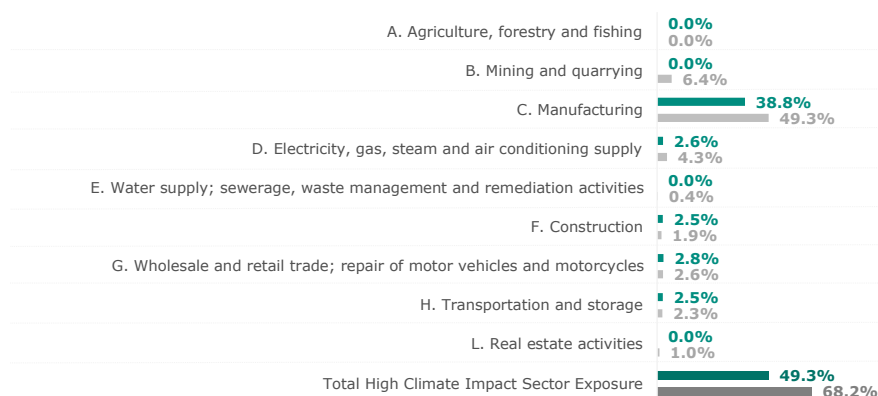 A. Agriculture, forestry and fishing 0.0%
0.0%
B. Mining and quarrying 0.0%
6.4%
C. Manufacturing 38.8%
49.3%
D. Electricity, gas, steam and air conditioning supply 2.6%
4.3%
E. Water supply; sewerage, waste management and remediation activities 0.0%
0.4%
F. Construction 2.5%
1.9%
G. Wholesale and retail trade; repair of motor vehicles and motorcycles 2.8%
2.6%
H. Transportation and storage 2.5%
2.3%
L. Real estate activities 0.0%
1.0%
Total High Climate Impact Sector Exposure 49.3%
68.2%